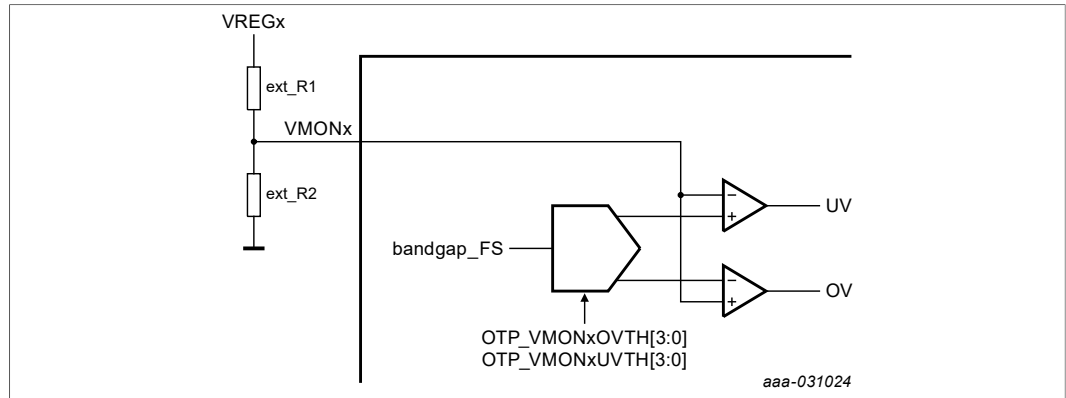 VREGx
ext_R1
VMONx
ext_R2
−
+
UV
bandgap_FS
−
+
OV
OTP_VMONxOVTH[3:0]
OTP_VMONxUVTH[3:0]
aaa-031024